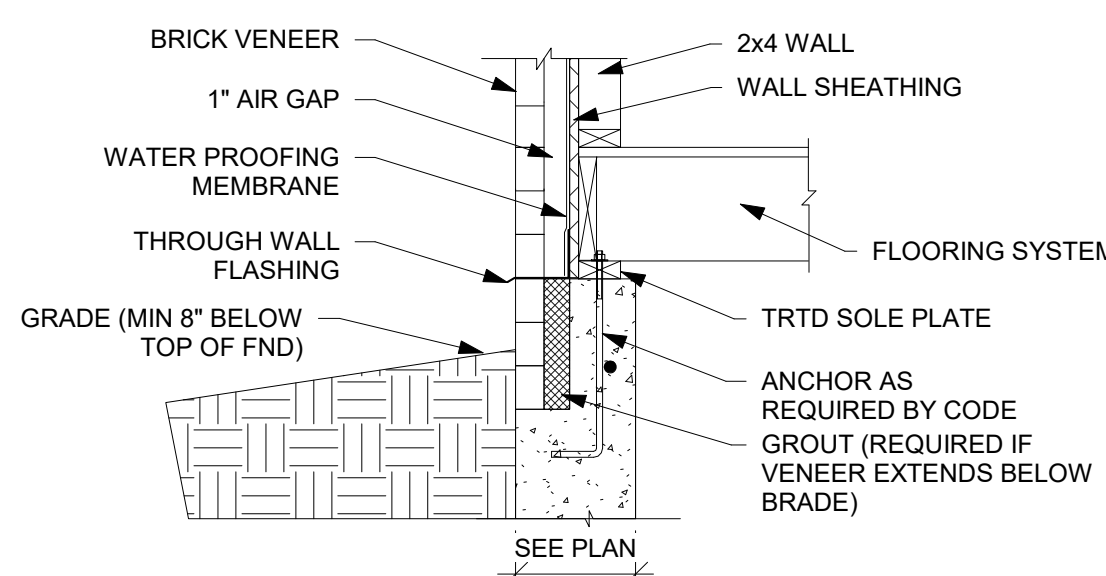 BRICK VENEER
1" AIR GAP
WATER PROOFING
MEMBRANE
THROUGH WALL
FLASHING
GRADE (MIN 8" BELOW
TOP OF FND)
2x4 WALL
WALL SHEATHING
FLOORING SYSTEM
TRTD SOLE PLATE
ANCHOR AS
REQUIRED BY CODE
GROUT (REQUIRED IF
VENEER EXTENDS BELOW
BRADE)
SEE PLAN